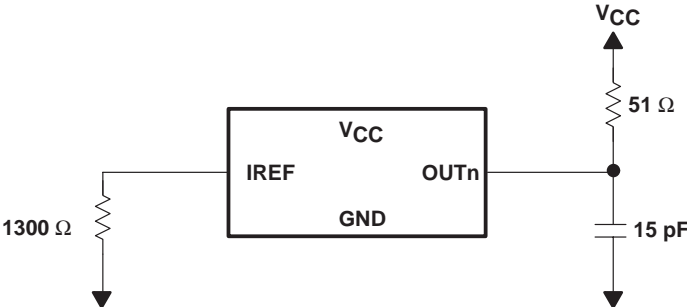 VCC
51 Ω
VCC
IREF
OUTn
1300 Ω
GND
15 pF